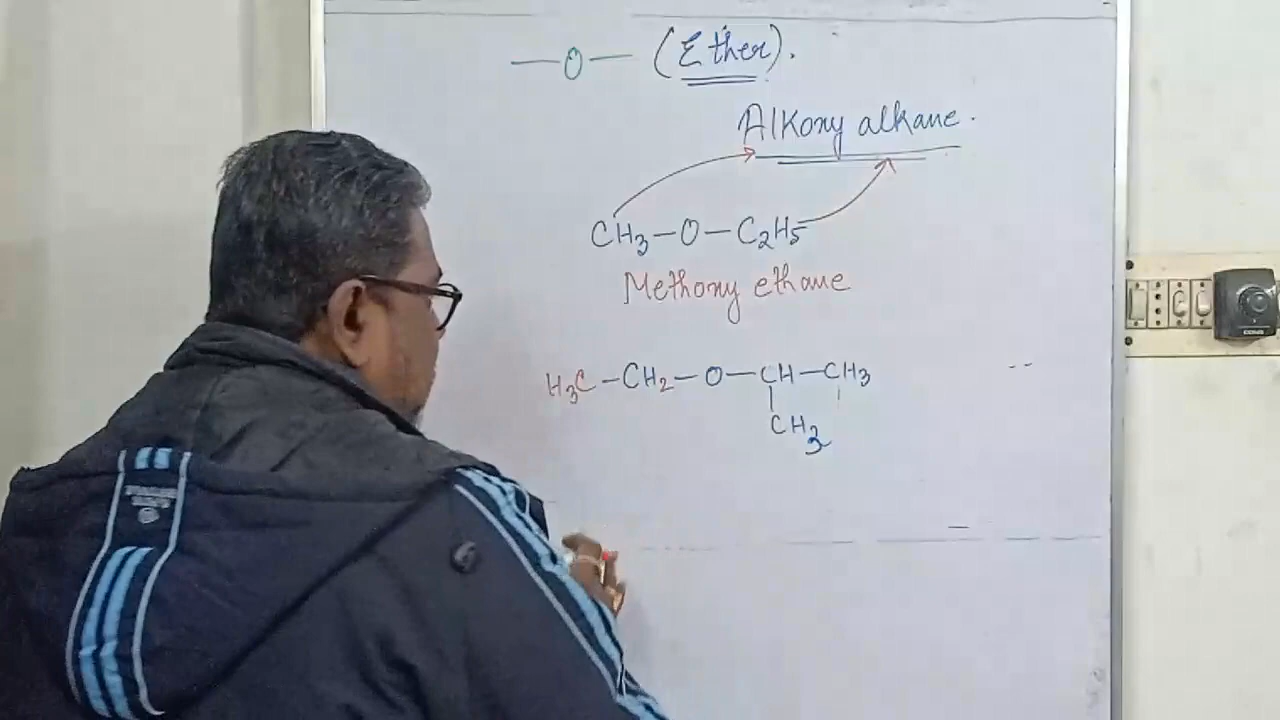 —O— (Ether).
Alkoxy alkane.
CH3—O—C2H5
Methoxy ethane
H3C—CH2—O—CH—CH3
|
CH3